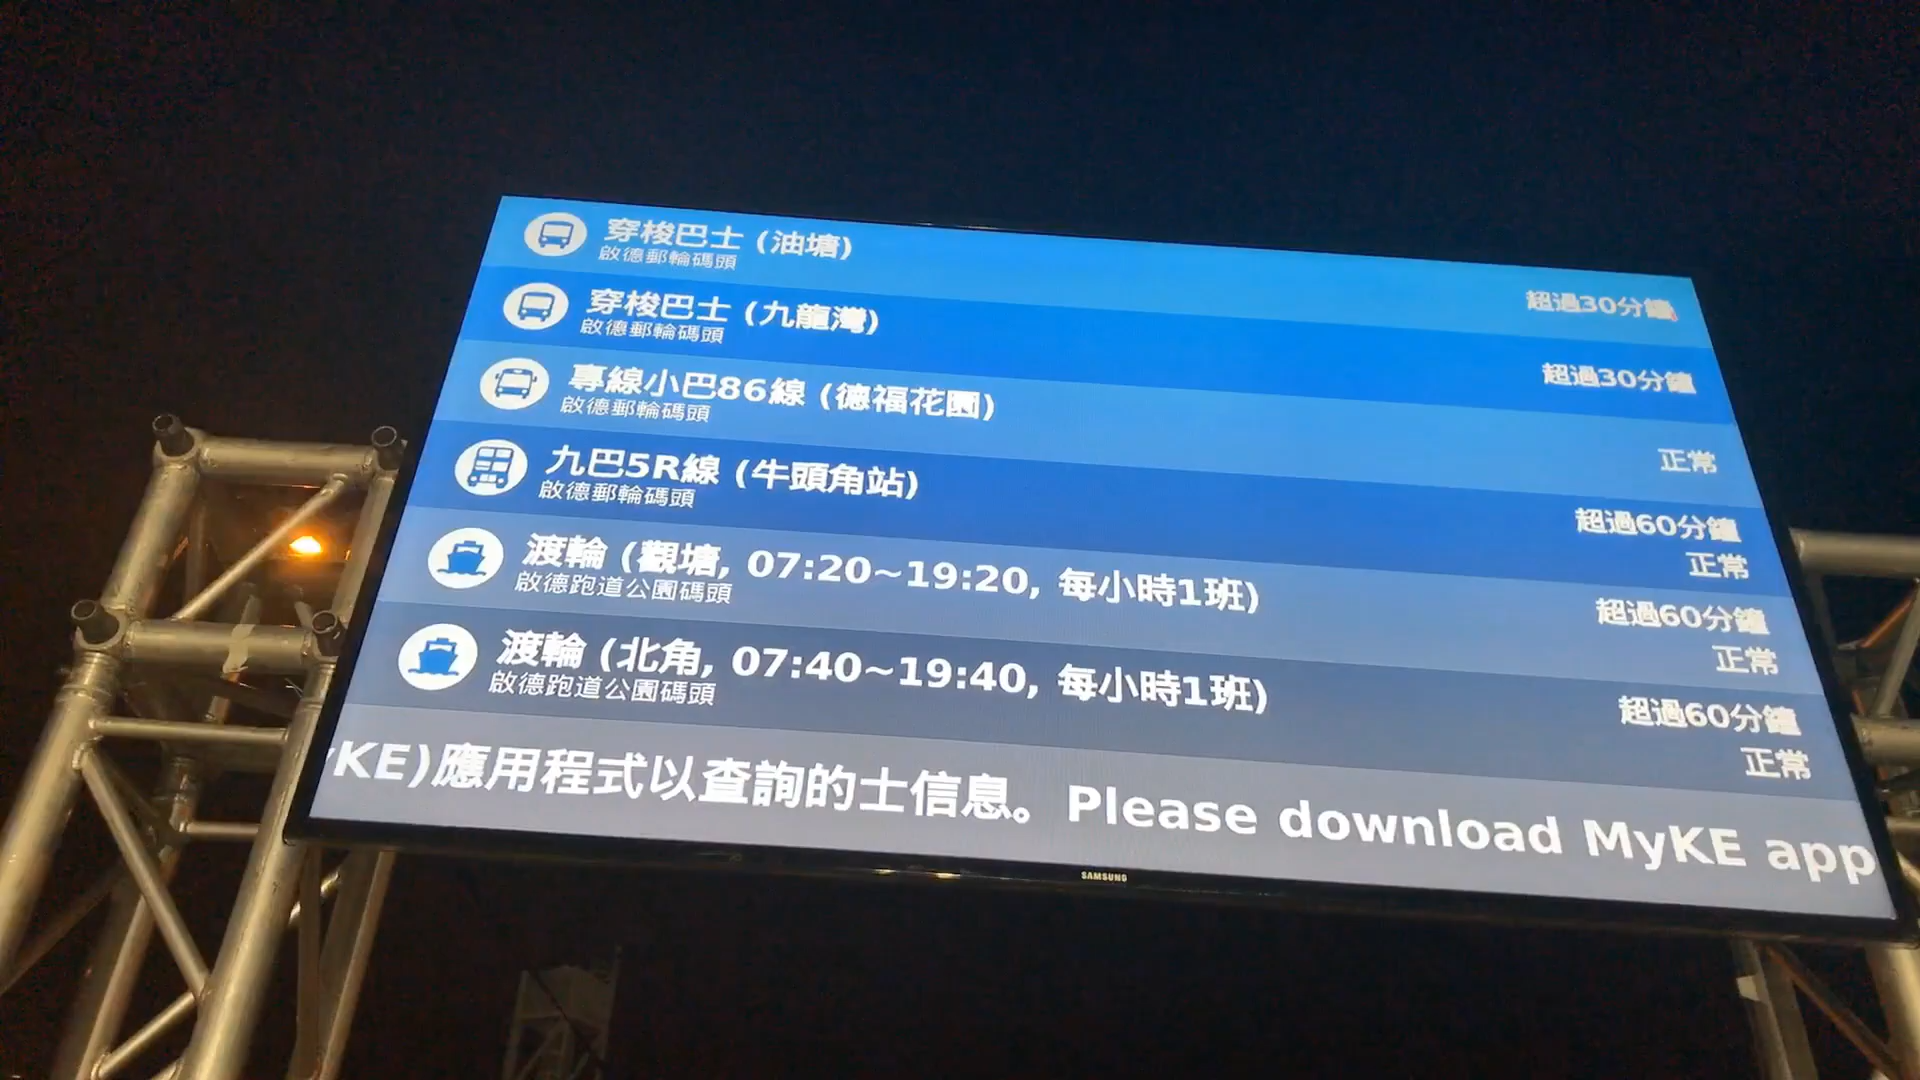 穿梭巴士 (油塘)
啟德郵輪碼頭
超過30分鐘
穿梭巴士 (九龍灣)
啟德郵輪碼頭
超過30分鐘
專線小巴86線 (德福花園)
啟德郵輪碼頭
正常
九巴5R線 (牛頭角站)
啟德郵輪碼頭
超過60分鐘
正常
渡輪 (觀塘, 07:20~19:20, 每小時1班)
啟德跑道公園碼頭
超過60分鐘
正常
渡輪 (北角, 07:40~19:40, 每小時1班)
啟德跑道公園碼頭
超過60分鐘
正常
yKE)應用程式以查詢的士信息。 Please download MyKE app
SAMSUNG